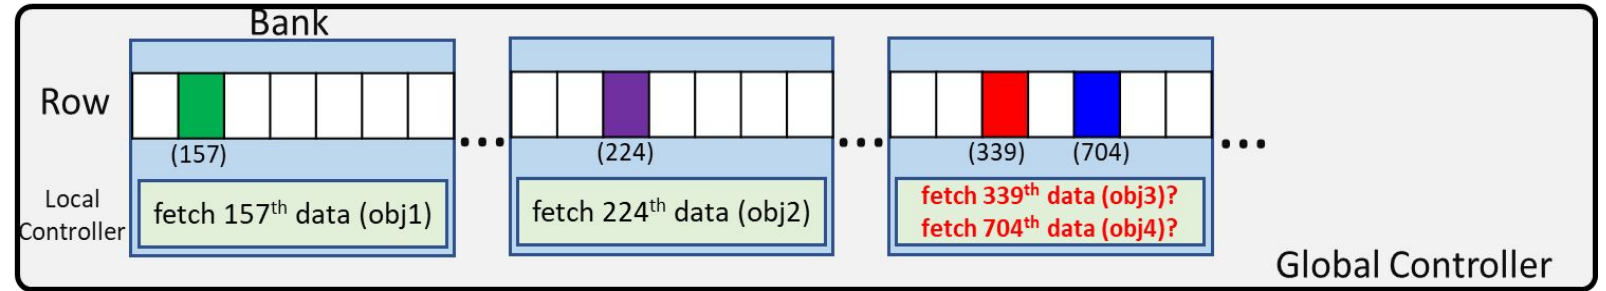 Bank
Row
(157)
(224)
(339) (704)
Local
Controller
fetch 157th data (obj1)
fetch 224th data (obj2)
fetch 339th data (obj3)?
fetch 704th data (obj4)?
Global Controller